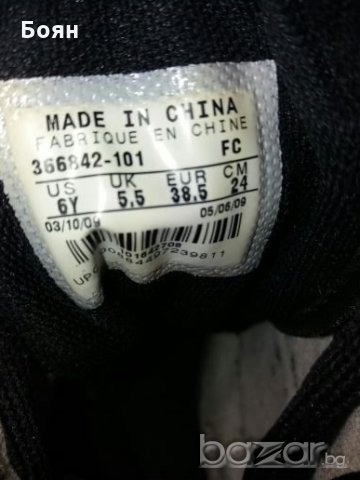 Боян
MADE IN CHINA
FABRIQUE EN CHINE
366842-101 FC
US UK EUR CM
6Y 5.5 38.5 24
03/10/09 05/06/09
bazar.bg